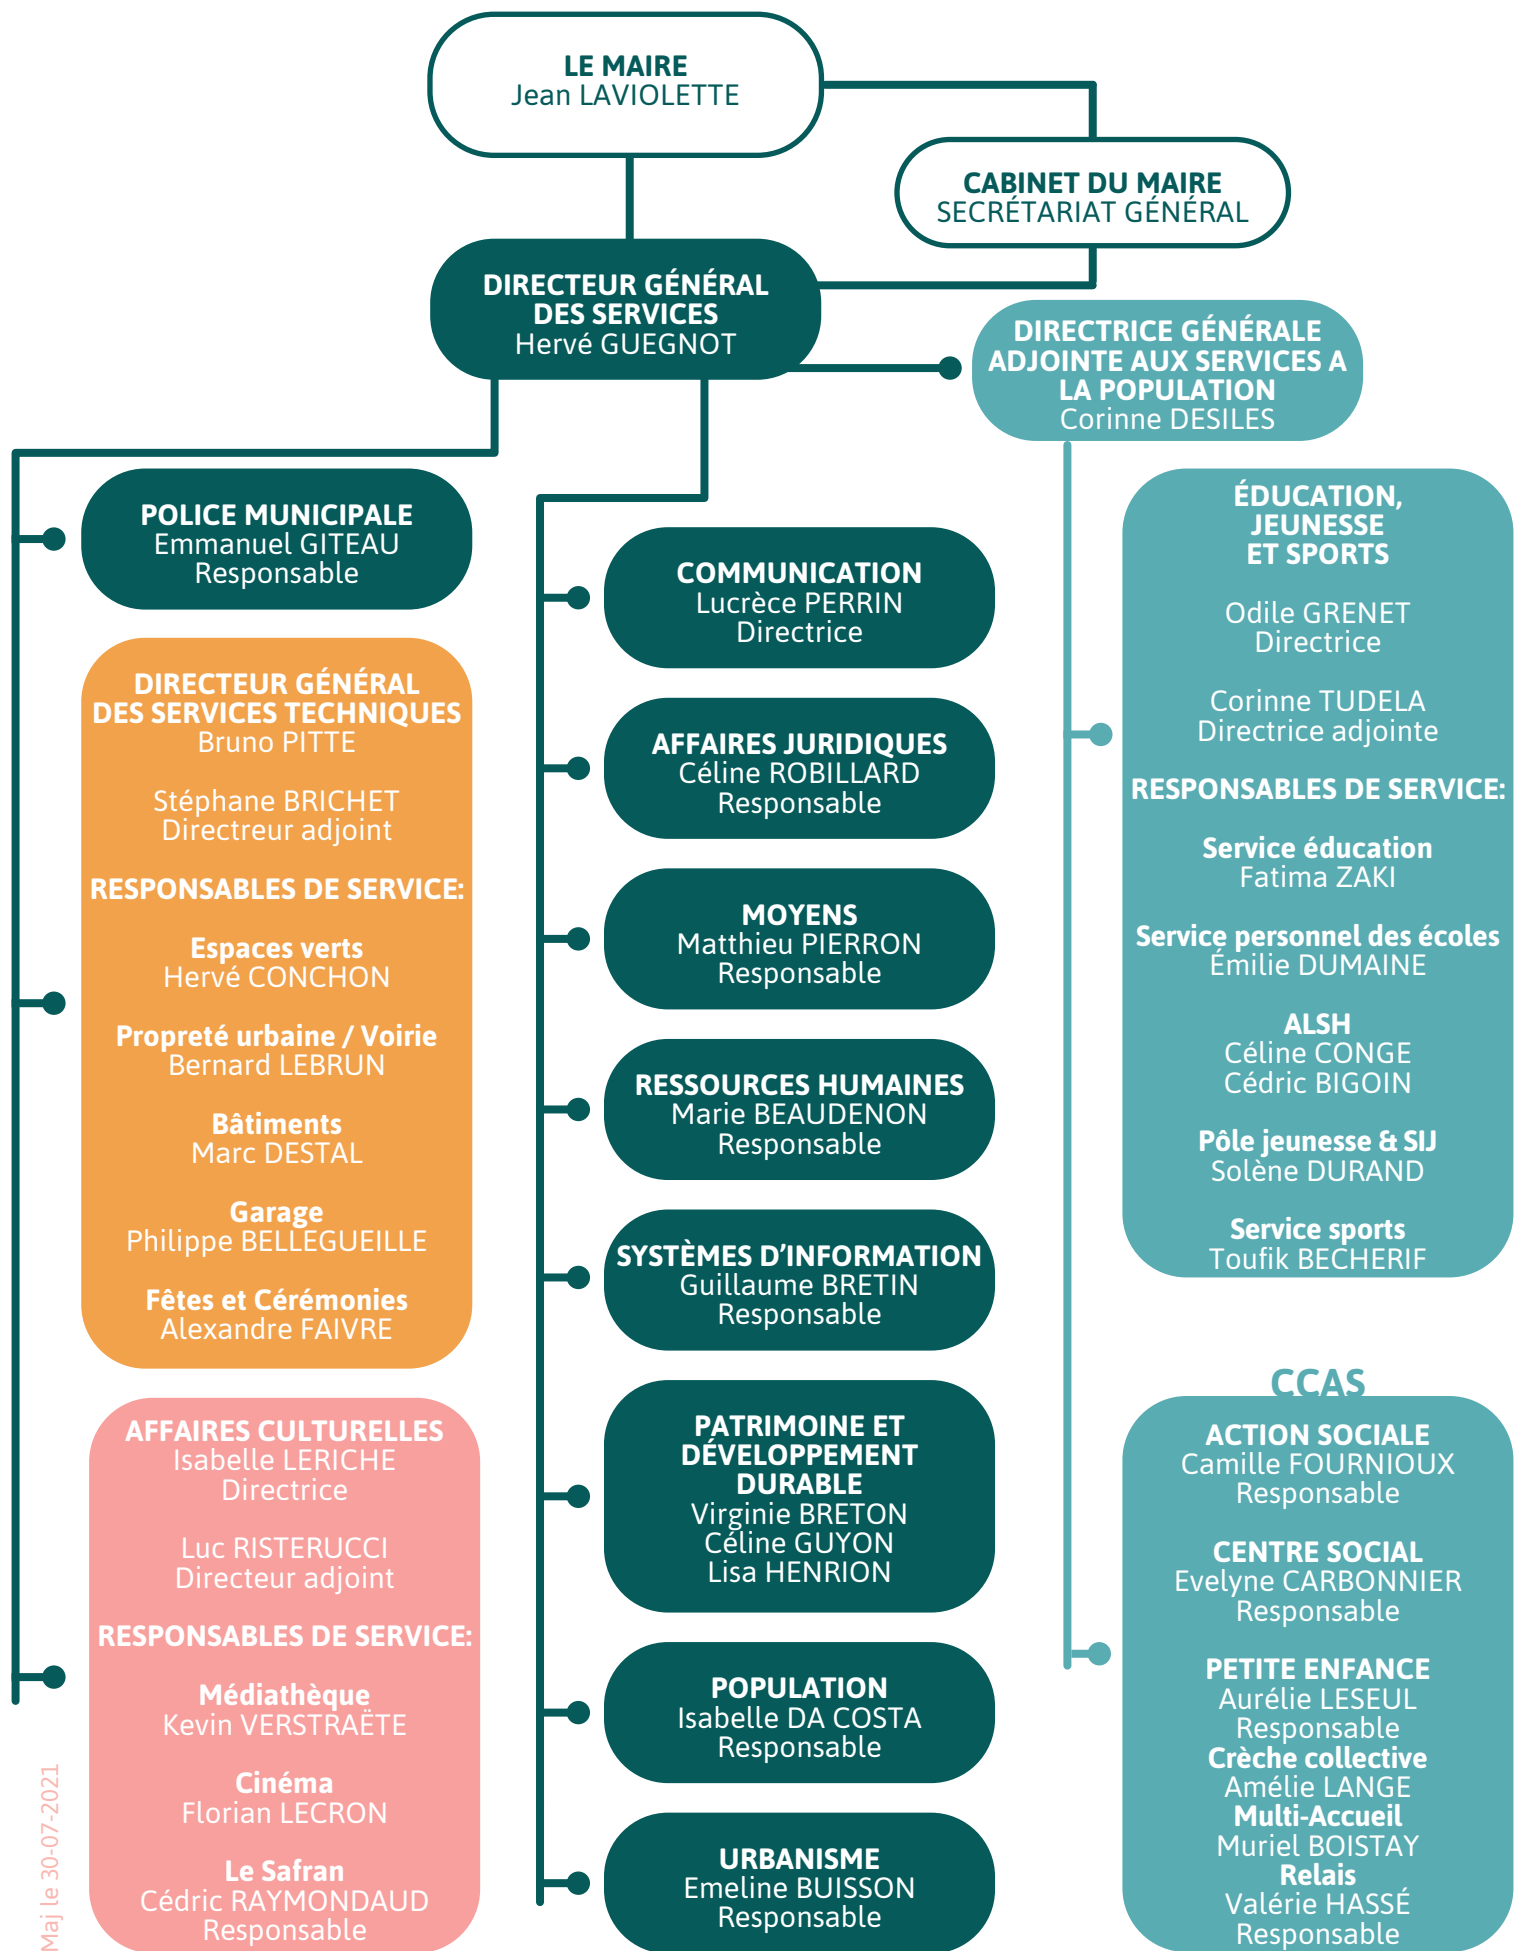 LE MAIRE
Jean LAVIOLETTE
CABINET DU MAIRE
SECRÉTARIAT GÉNÉRAL
DIRECTEUR GÉNÉRAL
DES SERVICES
Hervé GUEGNOT
DIRECTRICE GÉNÉRALE
ADJOINTE AUX SERVICES A
LA POPULATION
Corinne DESILES
POLICE MUNICIPALE
Emmanuel GITEAU
Responsable
DIRECTEUR GÉNÉRAL
DES SERVICES TECHNIQUES
Bruno PITTE
Stéphane BRICHET
Directreur adjoint
RESPONSABLES DE SERVICE:
Espaces verts
Hervé CONCHON
Propreté urbaine / Voirie
Bernard LEBRUN
Bâtiments
Marc DESTAL
Garage
Philippe BELLEGUEILLE
Fêtes et Cérémonies
Alexandre FAIVRE
AFFAIRES CULTURELLES
Isabelle LERICHE
Directrice
Luc RISTERUCCI
Directeur adjoint
RESPONSABLES DE SERVICE:
Médiathèque
Kevin VERSTRAËTE
Cinéma
Florian LECRON
Le Safran
Cédric RAYMONDAUD
Responsable
COMMUNICATION
Lucrèce PERRIN
Directrice
AFFAIRES JURIDIQUES
Céline ROBILLARD
Responsable
MOYENS
Matthieu PIERRON
Responsable
RESSOURCES HUMAINES
Marie BEAUDENON
Responsable
SYSTÈMES D'INFORMATION
Guillaume BRETIN
Responsable
PATRIMOINE ET
DÉVELOPPEMENT
DURABLE
Virginie BRETON
Céline GUYON
Lisa HENRION
POPULATION
Isabelle DA COSTA
Responsable
URBANISME
Emeline BUISSON
Responsable
ÉDUCATION,
JEUNESSE
ET SPORTS
Odile GRENET
Directrice
Corinne TUDELA
Directrice adjointe
RESPONSABLES DE SERVICE:
Service éducation
Fatima ZAKI
Service personnel des écoles
Émilie DUMAINE
ALSH
Céline CONGE
Cédric BIGOIN
Pôle jeunesse & SIJ
Solène DURAND
Service sports
Toufik BECHERIF
CCAS
ACTION SOCIALE
Camille FOURNIOUX
Responsable
CENTRE SOCIAL
Evelyne CARBONNIER
Responsable
PETITE ENFANCE
Aurélie LESEUL
Responsable
Crèche collective
Amélie LANGE
Multi-Accueil
Muriel BOISTAY
Relais
Valérie HASSÉ
Responsable
Maj le 30-07-2021